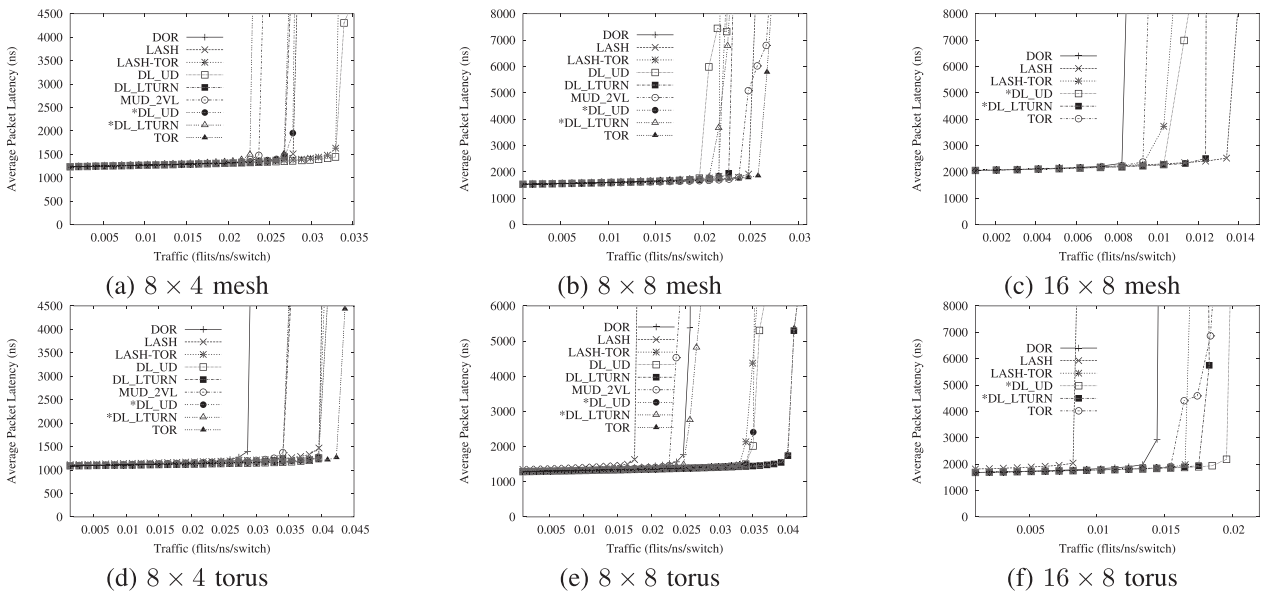 4500
4000
3500
3000
2500
2000
1500
1000
500
0
Average Packet Latency (ns)
DOR
LASH
LASH-TOR
DL_UD
DL_LTURN
MUD_2VL
*DL_UD
*DL_LTURN
TOR
0.005 0.01 0.015 0.02 0.025 0.03 0.035
Traffic (flits/ns/switch)
(a) 8 × 4 mesh
8000
7000
6000
5000
4000
3000
2000
1000
0
Average Packet Latency (ns)
DOR
LASH
LASH-TOR
DL_UD
DL_LTURN
MUD_2VL
*DL_UD
*DL_LTURN
TOR
0.005 0.01 0.015 0.02 0.025 0.03
Traffic (flits/ns/switch)
(b) 8 × 8 mesh
8000
7000
6000
5000
4000
3000
2000
1000
0
Average Packet Latency (ns)
DOR
LASH
LASH-TOR
*DL_UD
*DL_LTURN
TOR
0.002 0.004 0.006 0.008 0.01 0.012 0.014
Traffic (flits/ns/switch)
(c) 16 × 8 mesh
4500
4000
3500
3000
2500
2000
1500
1000
500
0
Average Packet Latency (ns)
DOR
LASH
LASH-TOR
DL_UD
DL_LTURN
MUD_2VL
*DL_UD
*DL_LTURN
TOR
0.005 0.01 0.015 0.02 0.025 0.03 0.035 0.04 0.045
Traffic (flits/ns/switch)
(d) 8 × 4 torus
6000
5000
4000
3000
2000
1000
0
Average Packet Latency (ns)
DOR
LASH
LASH-TOR
DL_UD
DL_LTURN
MUD_2VL
*DL_UD
*DL_LTURN
TOR
0.005 0.01 0.015 0.02 0.025 0.03 0.035 0.04
Traffic (flits/ns/switch)
(e) 8 × 8 torus
8000
7000
6000
5000
4000
3000
2000
1000
0
Average Packet Latency (ns)
DOR
LASH
LASH-TOR
*DL_UD
*DL_LTURN
TOR
0.005 0.01 0.015 0.02
Traffic (flits/ns/switch)
(f) 16 × 8 torus